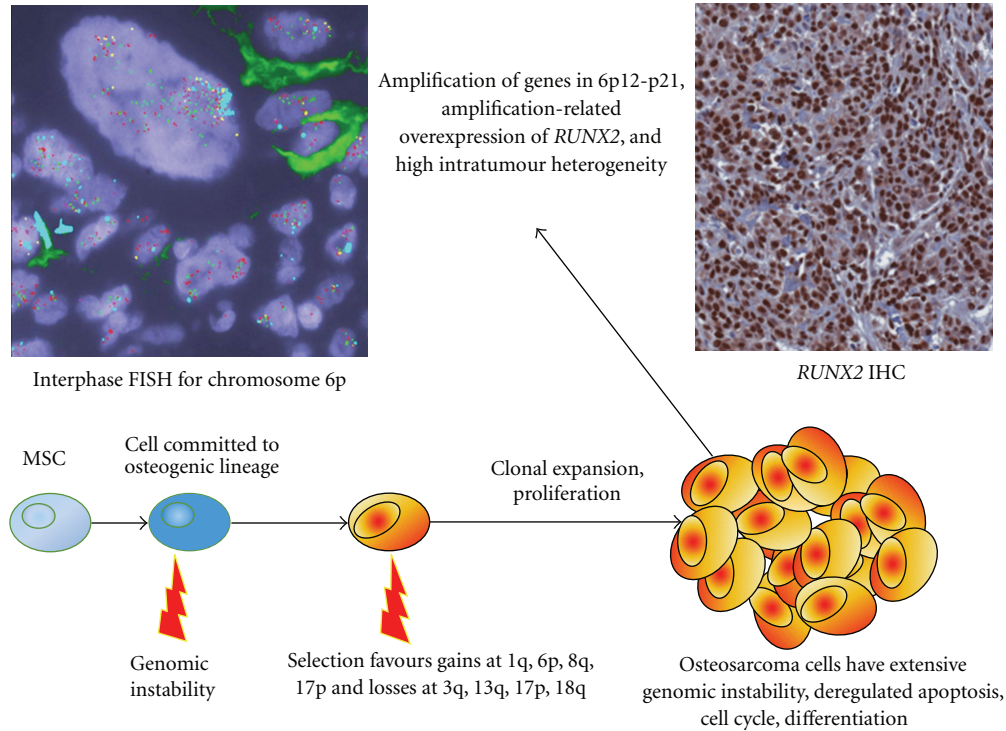 Amplification of genes in 6p12-p21,
amplification-related
overexpression of RUNX2, and
high intratumour heterogeneity
Interphase FISH for chromosome 6p
RUNX2 IHC
MSC
Cell committed to
osteogenic lineage
Clonal expansion,
proliferation
Genomic
instability
Selection favours gains at 1q, 6p, 8q,
17p and losses at 3q, 13q, 17p, 18q
Osteosarcoma cells have extensive
genomic instability, deregulated apoptosis,
cell cycle, differentiation